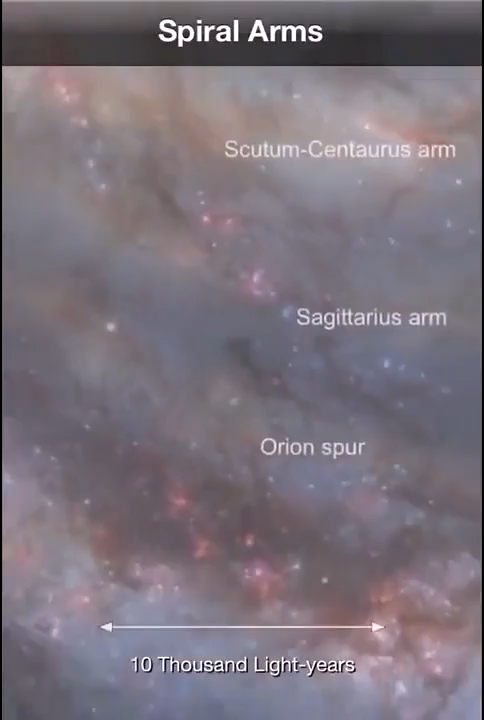 Spiral Arms
Scutum-Centaurus arm
Sagittarius arm
Orion spur
10 Thousand Light-years